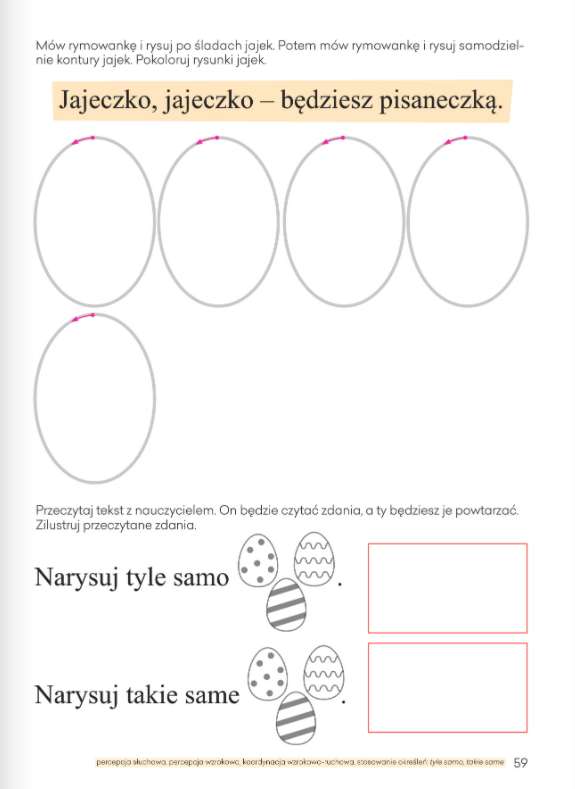 Mów rymowankę i rysuj po śladach jajek. Potem mów rymowankę i rysuj samodziel-
nie kontury jajek. Pokoloruj rysunki jajek.
Jajeczko, jajeczko – będziesz pisaneczką.
Przeczytaj tekst z nauczycielem. On będzie czytać zdania, a ty będziesz je powtarzać.
Zilustruj przeczytane zdania.
Narysuj tyle samo .
Narysuj takie same .
percepcja słuchowa, percepcja wzrokowa, koordynacja wzrokowo-ruchowa, stosowanie określeń: tyle samo, takie same 59